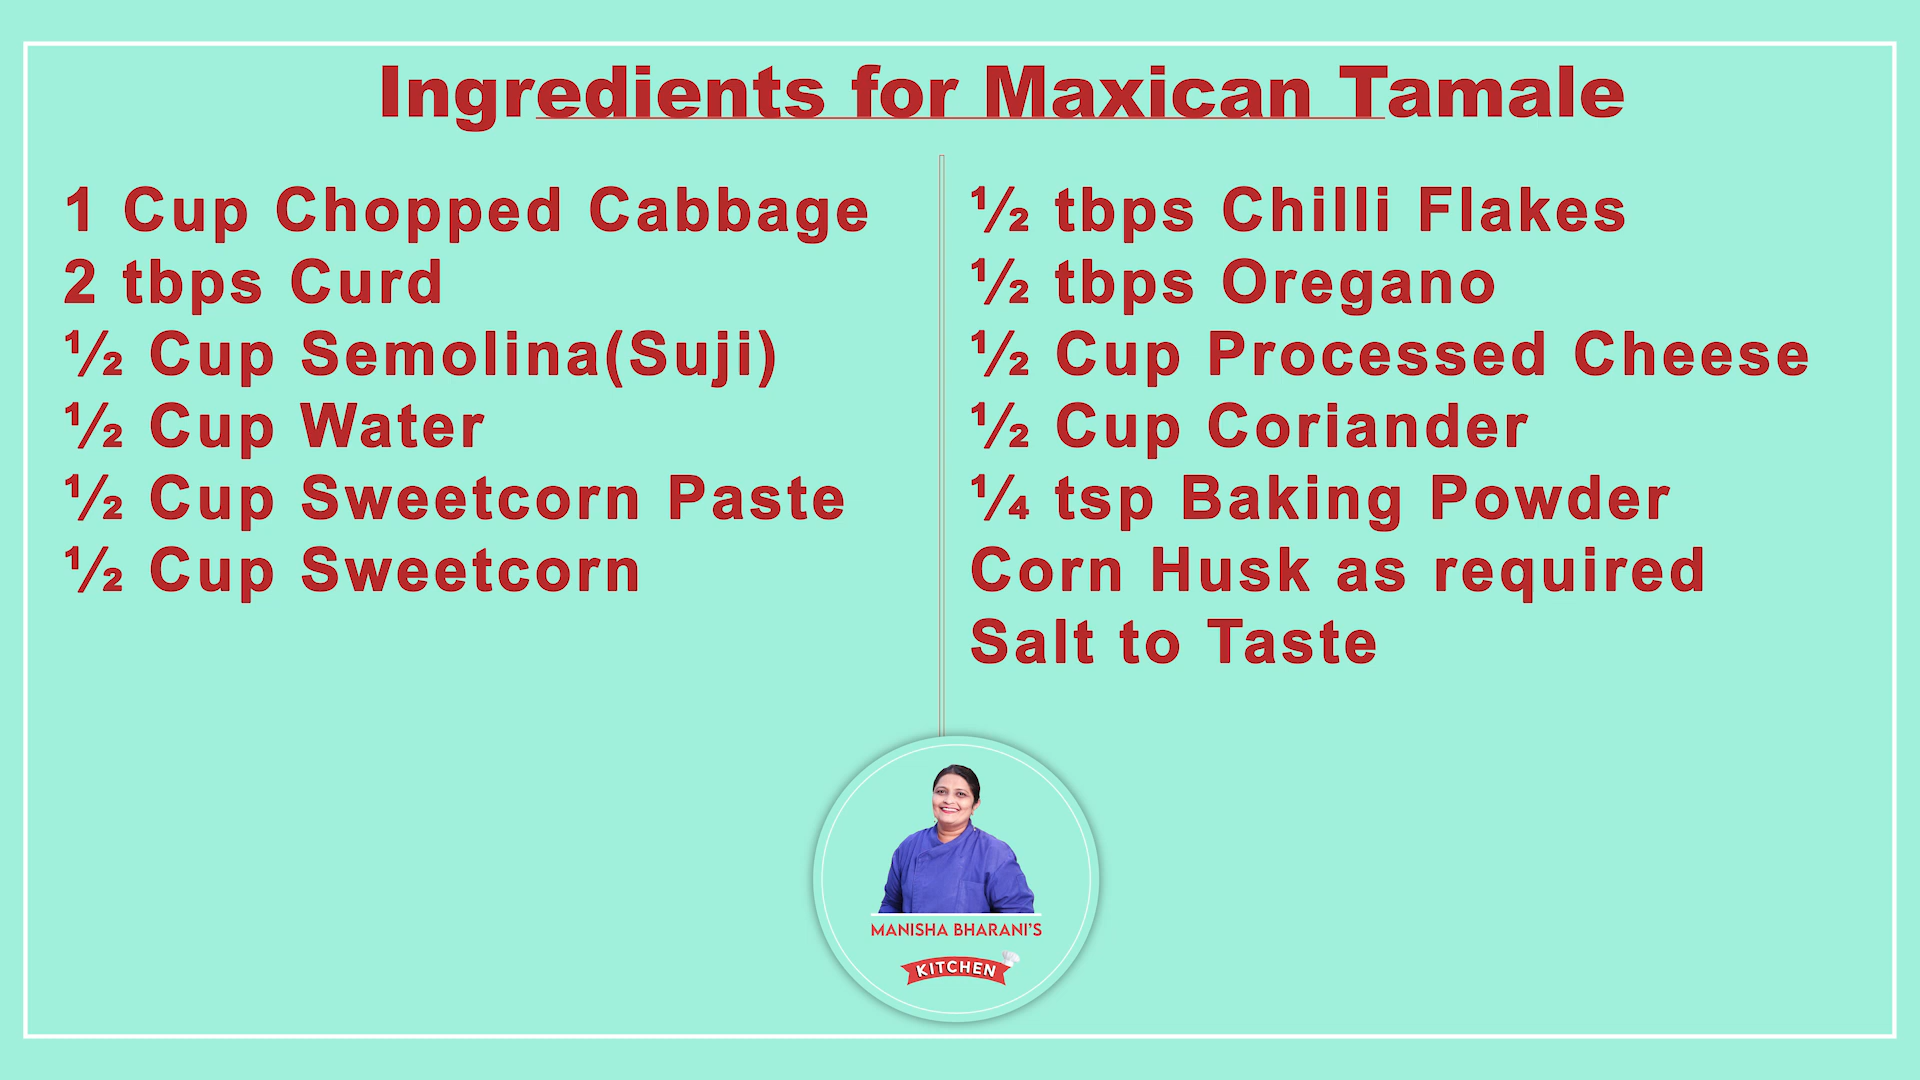 Ingredients for Maxican Tamale
1 Cup Chopped Cabbage
2 tbps Curd
½ Cup Semolina(Suji)
½ Cup Water
½ Cup Sweetcorn Paste
½ Cup Sweetcorn
½ tbps Chilli Flakes
½ tbps Oregano
½ Cup Processed Cheese
½ Cup Coriander
¼ tsp Baking Powder
Corn Husk as required
Salt to Taste
MANISHA BHARANI'S
KITCHEN